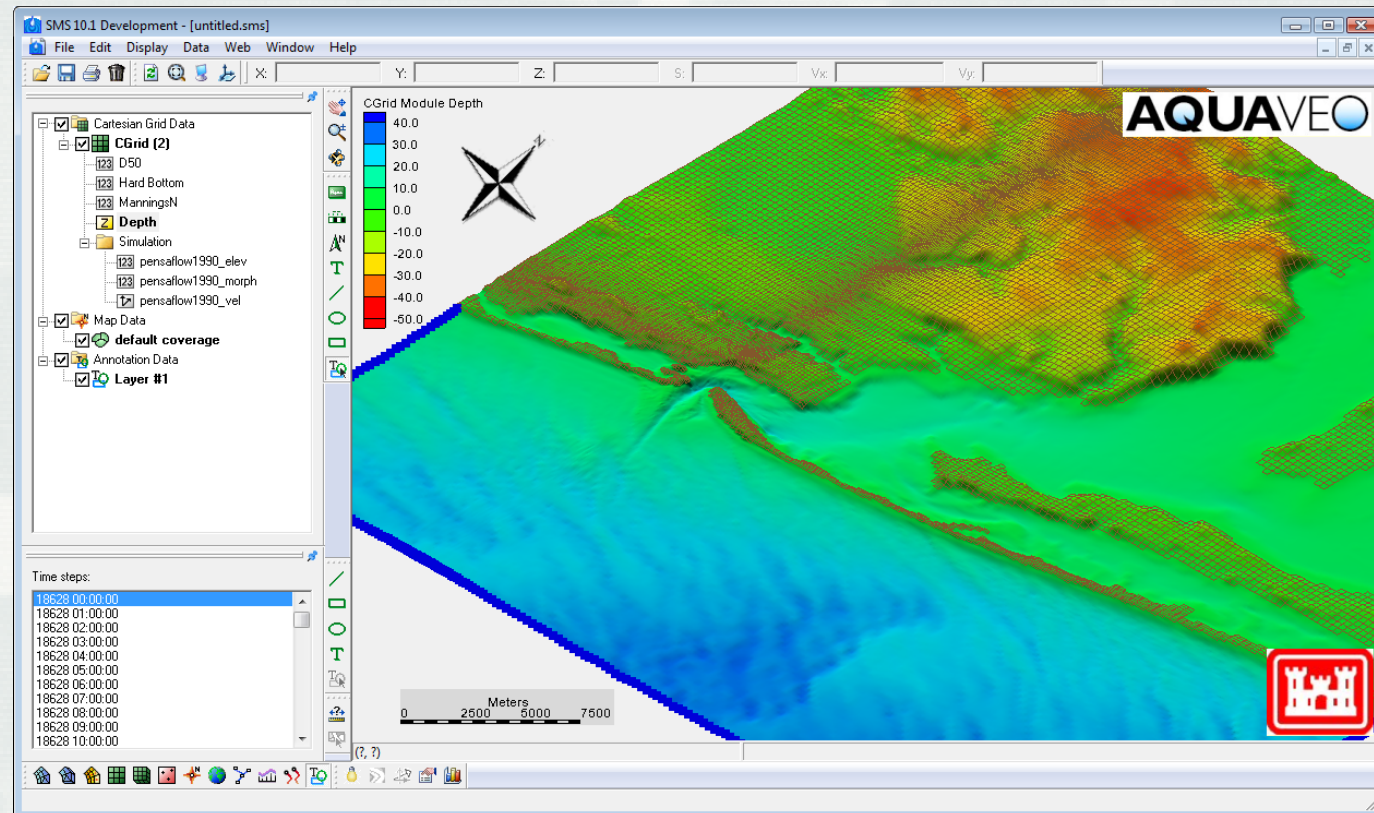 SMS 10.1 Development - [untitled.sms]
File Edit Display Data Web Window Help
X: Y: Z: S: Vx: Vy:
Cartesian Grid Data
CGrid (2)
123 D50
123 Hard Bottom
123 ManningsN
Z Depth
Simulation
123 pensaflow1990_elev
123 pensaflow1990_morph
pensaflow1990_vel
Map Data
default coverage
Annotation Data
Layer #1
Time steps:
18628 00:00:00
18628 01:00:00
18628 02:00:00
18628 03:00:00
18628 04:00:00
18628 05:00:00
18628 06:00:00
18628 07:00:00
18628 08:00:00
18628 09:00:00
18628 10:00:00
CGrid Module Depth
40.0
30.0
20.0
10.0
0.0
-10.0
-20.0
-30.0
-40.0
-50.0
N
AQUAVEO
Meters
0 2500 5000 7500
(?, ?)